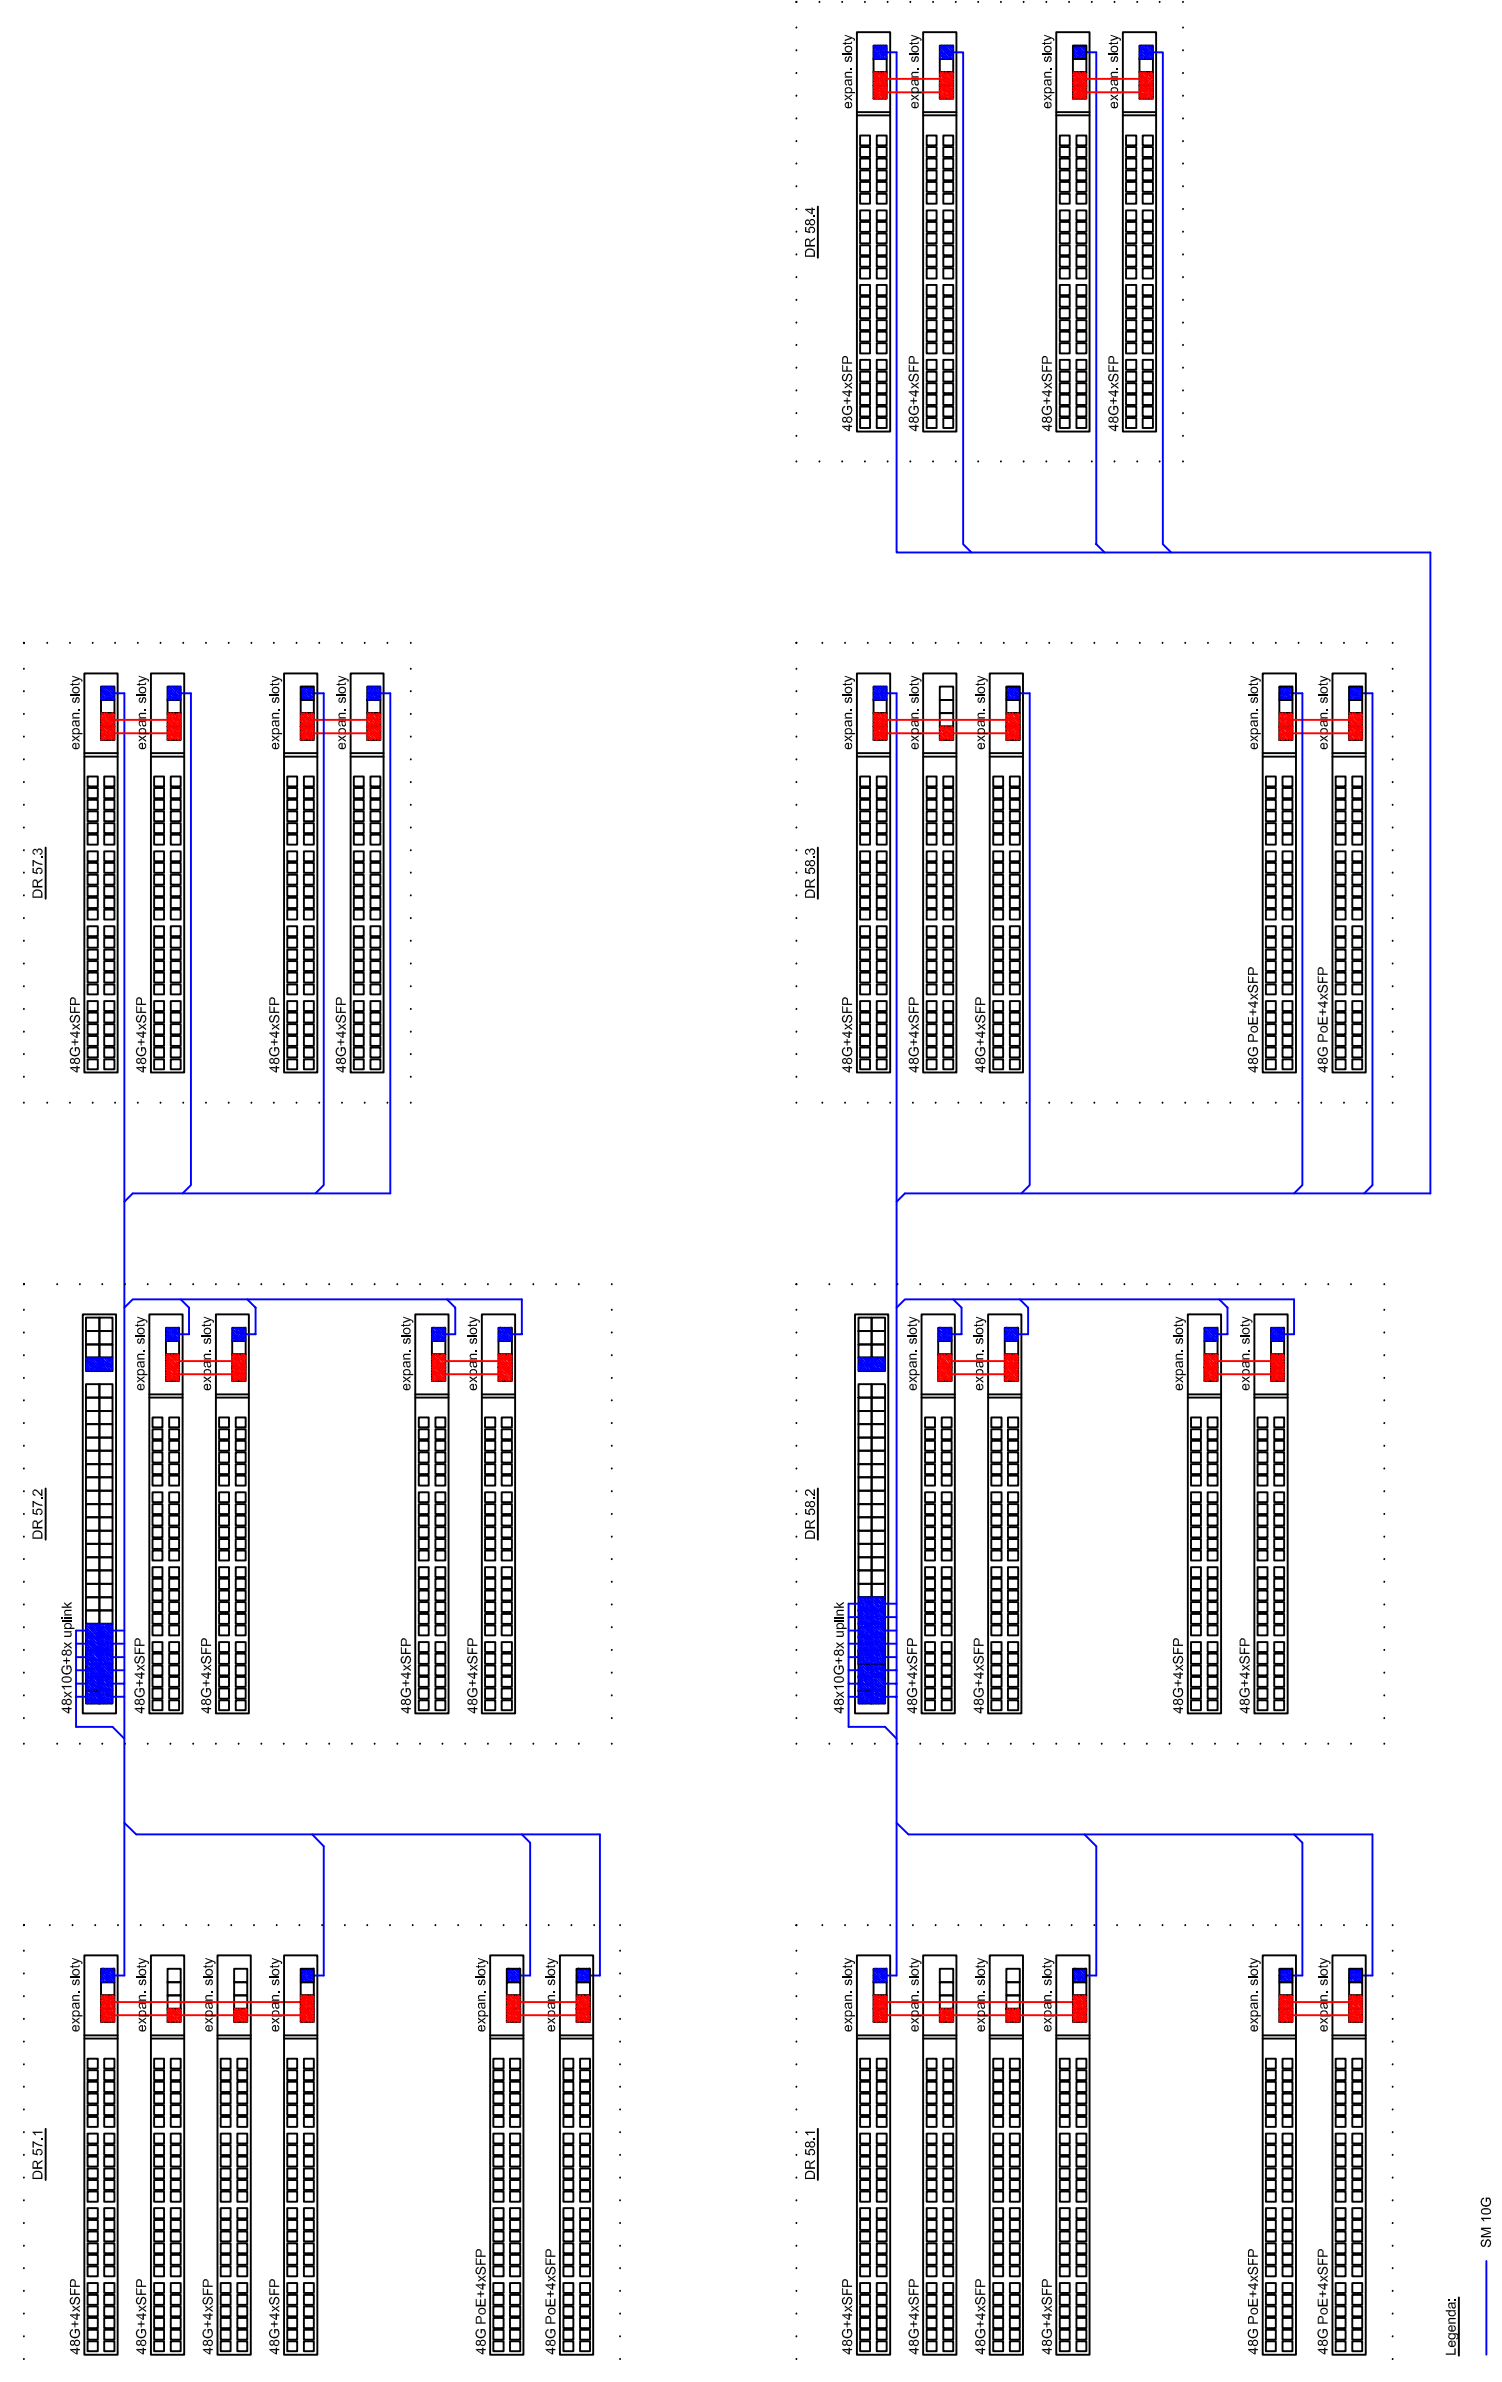 DR 57.1
48G+4xSFP
expan. sloty
48G+4xSFP
expan. sloty
48G+4xSFP
expan. sloty
48G+4xSFP
expan. sloty
48G PoE+4xSFP
expan. sloty
48G PoE+4xSFP
expan. sloty
DR 57.2
48x10G+8x uplink
48G+4xSFP
expan. sloty
48G+4xSFP
expan. sloty
48G+4xSFP
expan. sloty
48G+4xSFP
expan. sloty
DR 57.3
48G+4xSFP
expan. sloty
48G+4xSFP
expan. sloty
48G+4xSFP
expan. sloty
48G+4xSFP
expan. sloty
DR 58.1
48G+4xSFP
expan. sloty
48G+4xSFP
expan. sloty
48G+4xSFP
expan. sloty
48G+4xSFP
expan. sloty
48G PoE+4xSFP
expan. sloty
48G PoE+4xSFP
expan. sloty
DR 58.2
48x10G+8x uplink
48G+4xSFP
expan. sloty
48G+4xSFP
expan. sloty
48G+4xSFP
expan. sloty
48G+4xSFP
expan. sloty
DR 58.3
48G+4xSFP
expan. sloty
48G+4xSFP
expan. sloty
48G+4xSFP
expan. sloty
48G PoE+4xSFP
expan. sloty
48G PoE+4xSFP
expan. sloty
DR 58.4
48G+4xSFP
expan. sloty
48G+4xSFP
expan. sloty
48G+4xSFP
expan. sloty
48G+4xSFP
expan. sloty
Legenda:
SM 10G